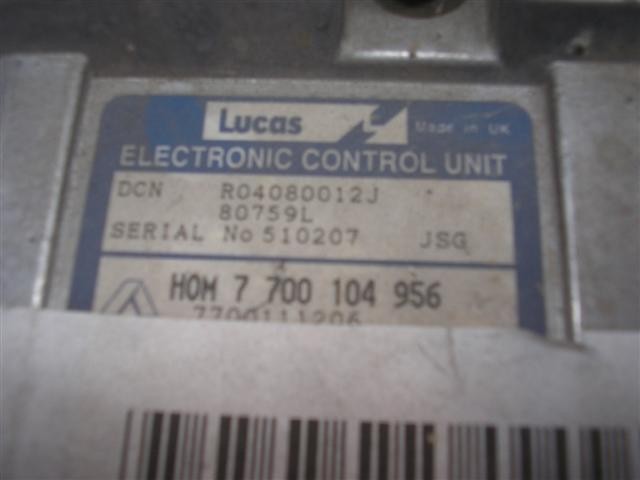 Lucas Made in UK
ELECTRONIC CONTROL UNIT
DCN R04080012J
80759L
SERIAL No 510207 JSG
HOM 7 700 104 956
7700111206